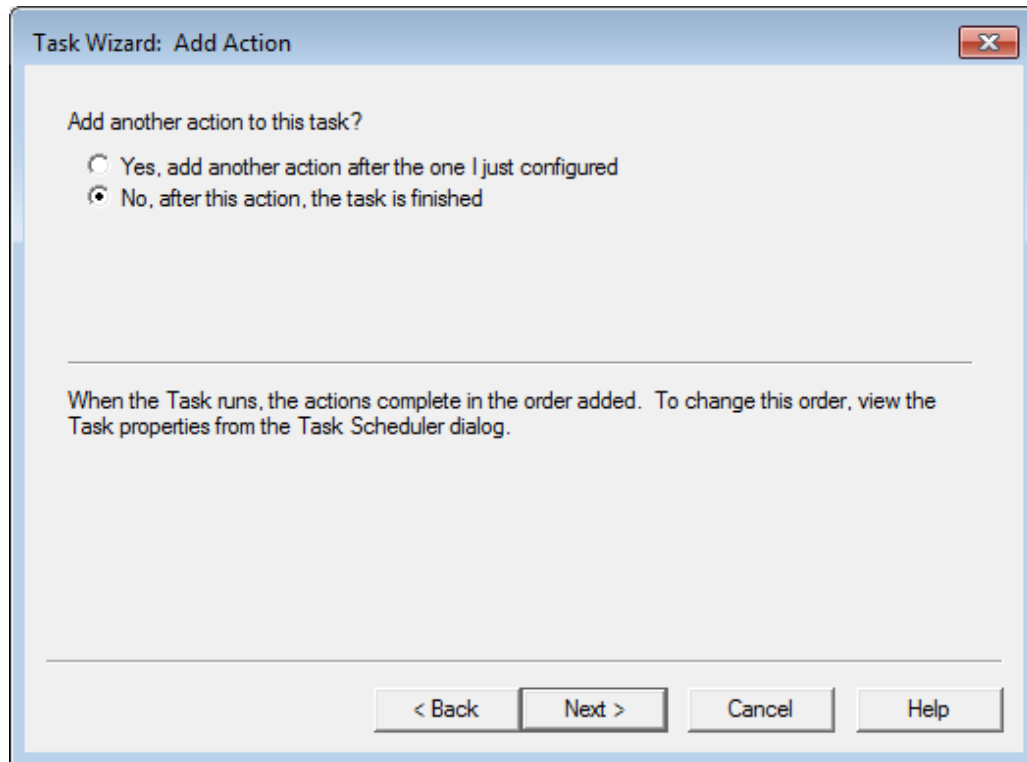 Task Wizard:  Add Action
Add another action to this task?
Yes, add another action after the one I just configured
No, after this action, the task is finished
When the Task runs, the actions complete in the order added.  To change this order, view the
Task properties from the Task Scheduler dialog.
< Back
Next >
Cancel
Help